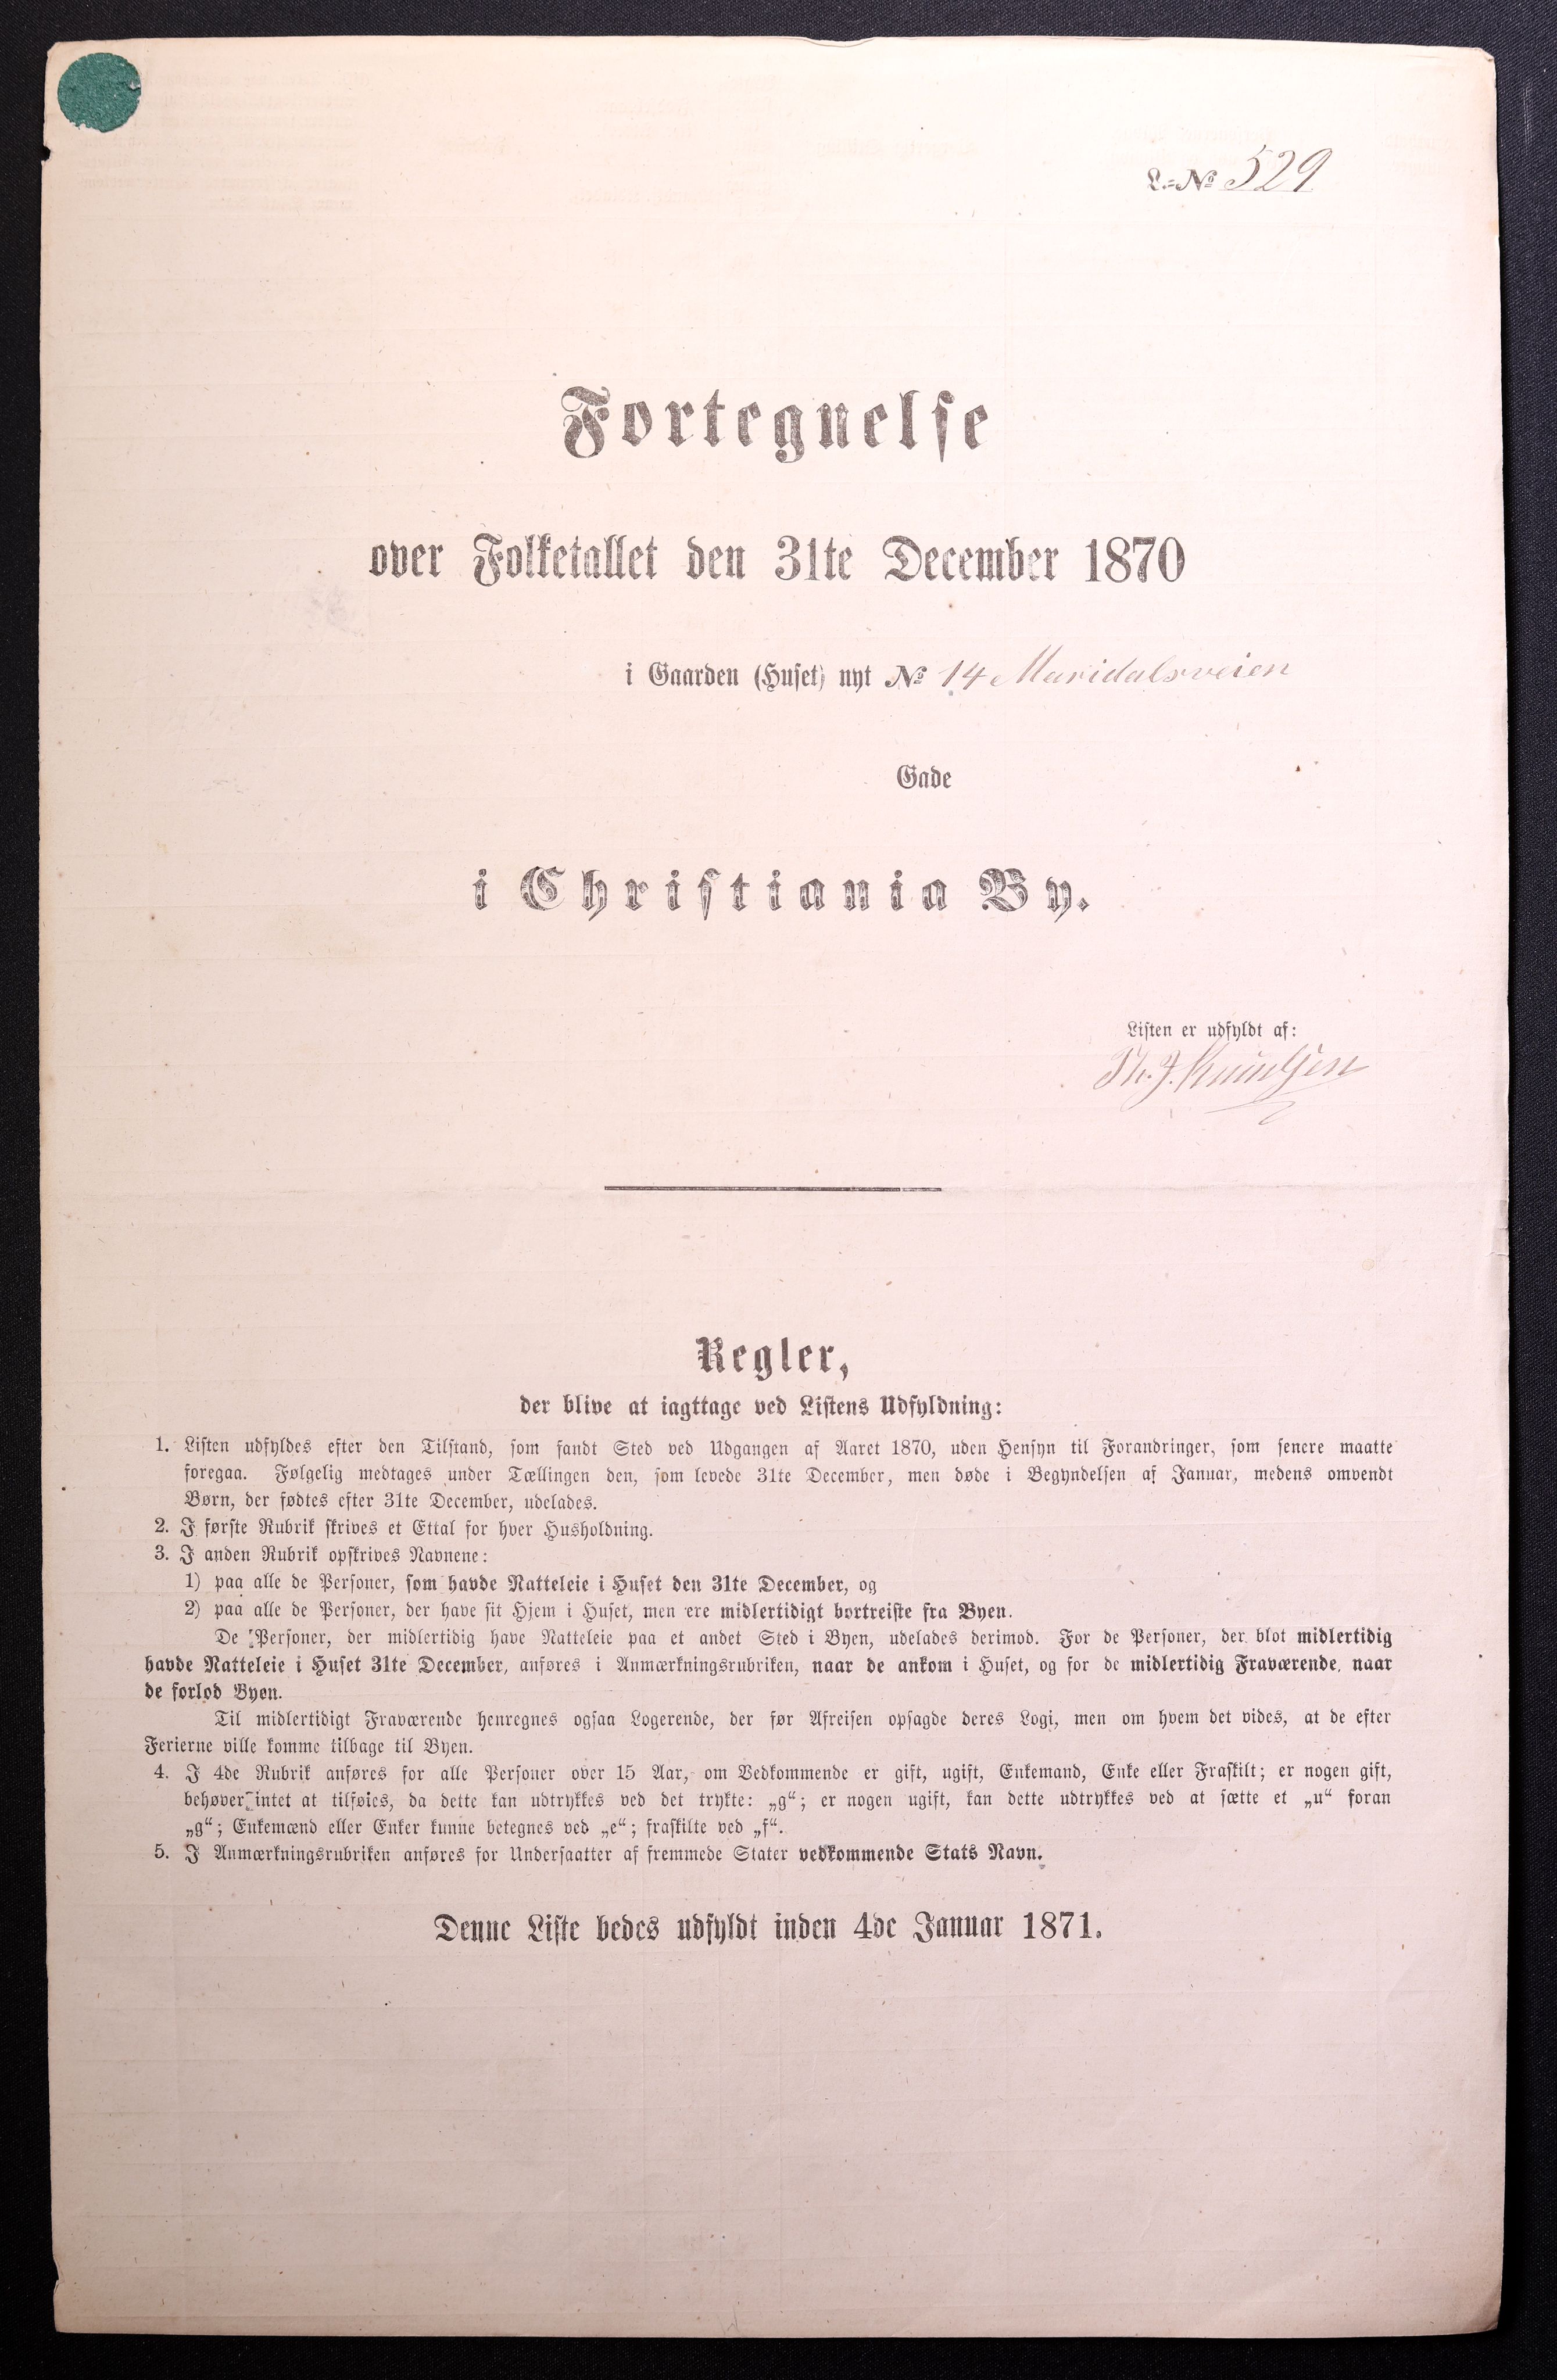 L.-№ 529
Fortegnelse
over Folketallet den 31te December 1870
i Gaarden (Huset) nyt № 14 Maridalsveien
Gade
i Christiania By.
Listen er udfyldt af:
Th. J. Knudsen
Regler,
der blive at iagttage ved Listens Udfyldning:
1. Listen udfyldes efter den Tilstand, som fandt Sted ved Udgangen af Aaret 1870, uden Hensyn til Forandringer, som senere maatte
foregaa. Følgelig medtages under Tællingen den, som levede 31te December, men døde i Begyndelsen af Januar, medens omvendt
Børn, der fødtes efter 31te December, udelades.
2. I første Rubrik skrives et Ettal for hver Husholdning.
3. I anden Rubrik opskrives Navnene:
1) paa alle de Personer, som havde Natteleie i Huset den 31te December, og
2) paa alle de Personer, der have sit Hjem i Huset, men ere midlertidigt bortreiste fra Byen.
De Personer, der midlertidig have Natteleie paa et andet Sted i Byen, udelades derimod. For de Personer, der blot midlertidig
havde Natteleie i Huset 31te December, anføres i Anmærkningsrubriken, naar de ankom i Huset, og for de midlertidig Fraværende, naar
de forlod Byen.
Til midlertidigt Fraværende henregnes ogsaa Logerende, der før Afreisen opsagde deres Logi, men om hvem det vides, at de efter
Ferierne ville komme tilbage til Byen.
4. I 4de Rubrik anføres for alle Personer over 15 Aar, om Vedkommende er gift, ugift, Enkemand, Enke eller Fraskilt; er nogen gift,
behøver intet at tilføies, da dette kan udtrykkes ved det trykte: „g“; er nogen ugift, kan dette udtrykkes ved at sætte et „u“ foran
„g“; Enkemænd eller Enker kunne betegnes ved „e“; fraskilte ved „f“.
5. I Anmærkningsrubriken anføres for Undersaatter af fremmede Stater vedkommende Stats Navn.
Denne Liste bedes udfyldt inden 4de Januar 1871.